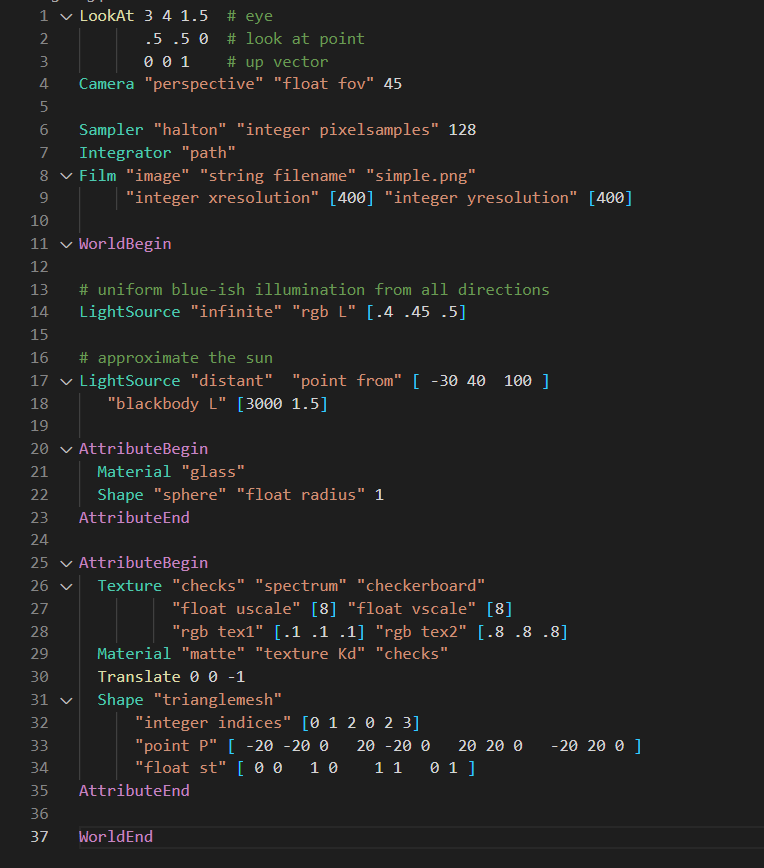 1 LookAt 3 4 1.5  # eye
2         .5 .5 0  # look at point
3         0 0 1    # up vector
4 Camera "perspective" "float fov" 45
5
6 Sampler "halton" "integer pixelsamples" 128
7 Integrator "path"
8 Film "image" "string filename" "simple.png"
9      "integer xresolution" [400] "integer yresolution" [400]
10
11 WorldBegin
12
13 # uniform blue-ish illumination from all directions
14 LightSource "infinite" "rgb L" [.4 .45 .5]
15
16 # approximate the sun
17 LightSource "distant"  "point from" [ -30 40  100 ]
18    "blackbody L" [3000 1.5]
19
20 AttributeBegin
21   Material "glass"
22   Shape "sphere" "float radius" 1
23 AttributeEnd
24
25 AttributeBegin
26   Texture "checks" "spectrum" "checkerboard"
27           "float uscale" [8] "float vscale" [8]
28           "rgb tex1" [.1 .1 .1] "rgb tex2" [.8 .8 .8]
29   Material "matte" "texture Kd" "checks"
30   Translate 0 0 -1
31   Shape "trianglemesh"
32       "integer indices" [0 1 2 0 2 3]
33       "point P" [ -20 -20 0   20 -20 0   20 20 0   -20 20 0 ]
34       "float st" [ 0 0   1 0    1 1   0 1 ]
35 AttributeEnd
36
37 WorldEnd